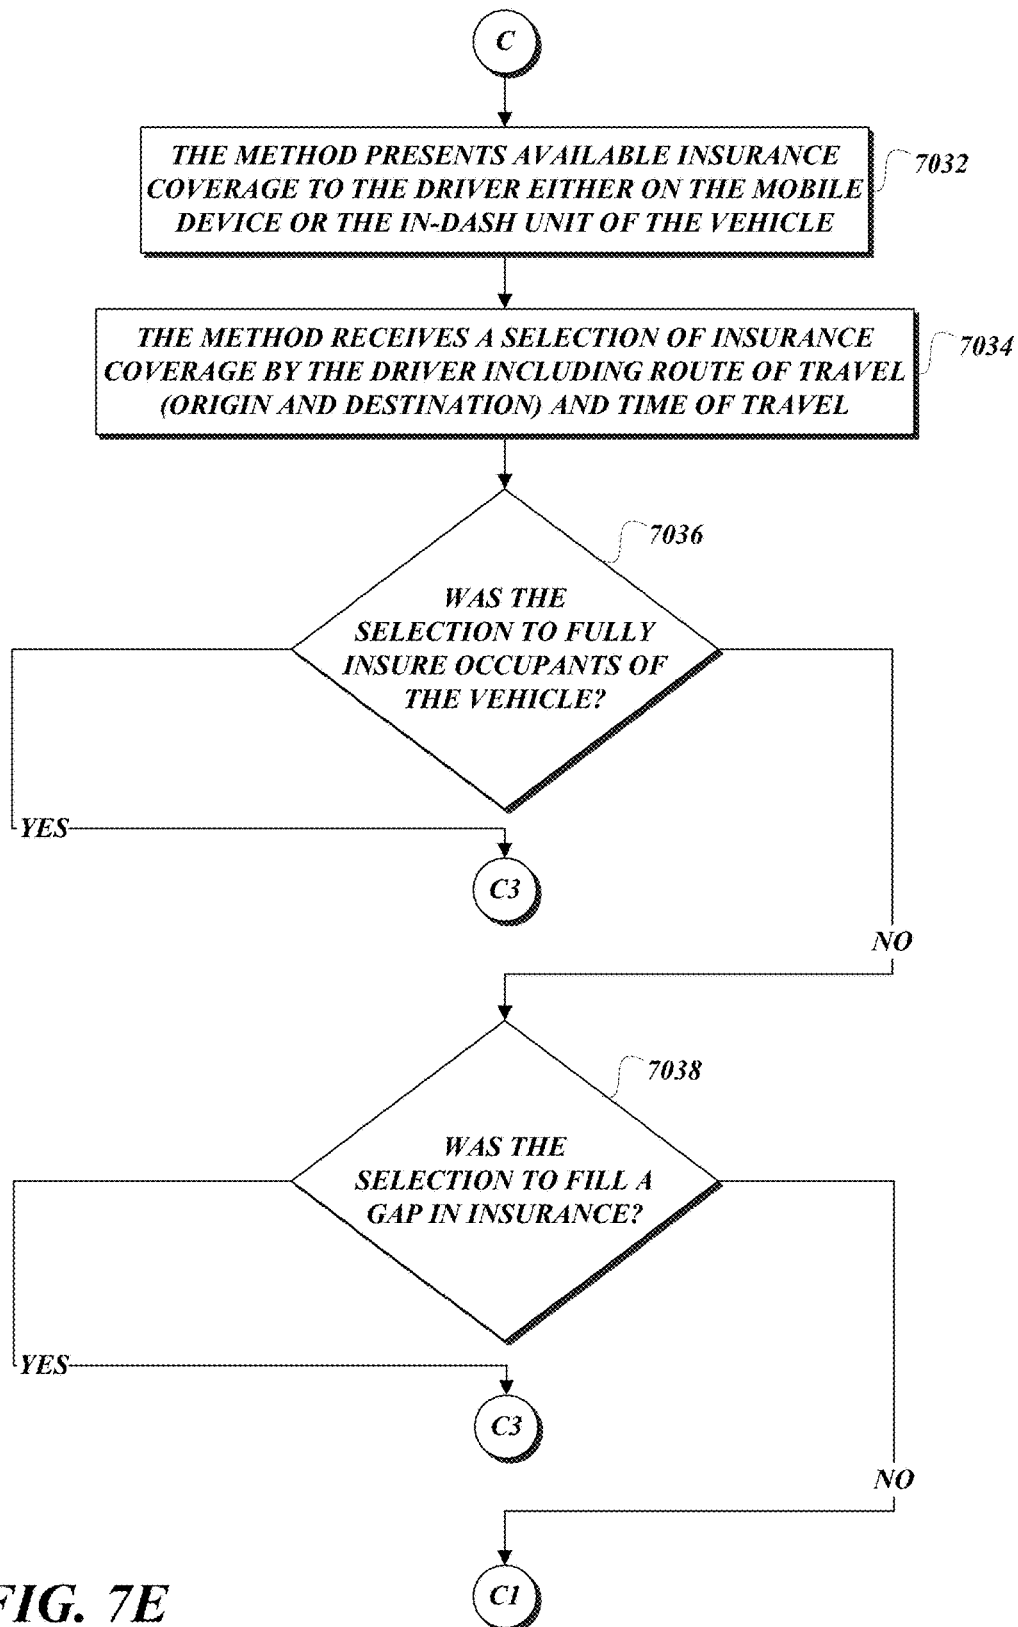 C
THE METHOD PRESENTS AVAILABLE INSURANCE
COVERAGE TO THE DRIVER EITHER ON THE MOBILE
DEVICE OR THE IN-DASH UNIT OF THE VEHICLE
7032
THE METHOD RECEIVES A SELECTION OF INSURANCE
COVERAGE BY THE DRIVER INCLUDING ROUTE OF TRAVEL
(ORIGIN AND DESTINATION) AND TIME OF TRAVEL
7034
7036
WAS THE
SELECTION TO FULLY
INSURE OCCUPANTS OF
THE VEHICLE?
YES
C3
NO
7038
WAS THE
SELECTION TO FILL A
GAP IN INSURANCE?
YES
C3
NO
C1
FIG. 7E